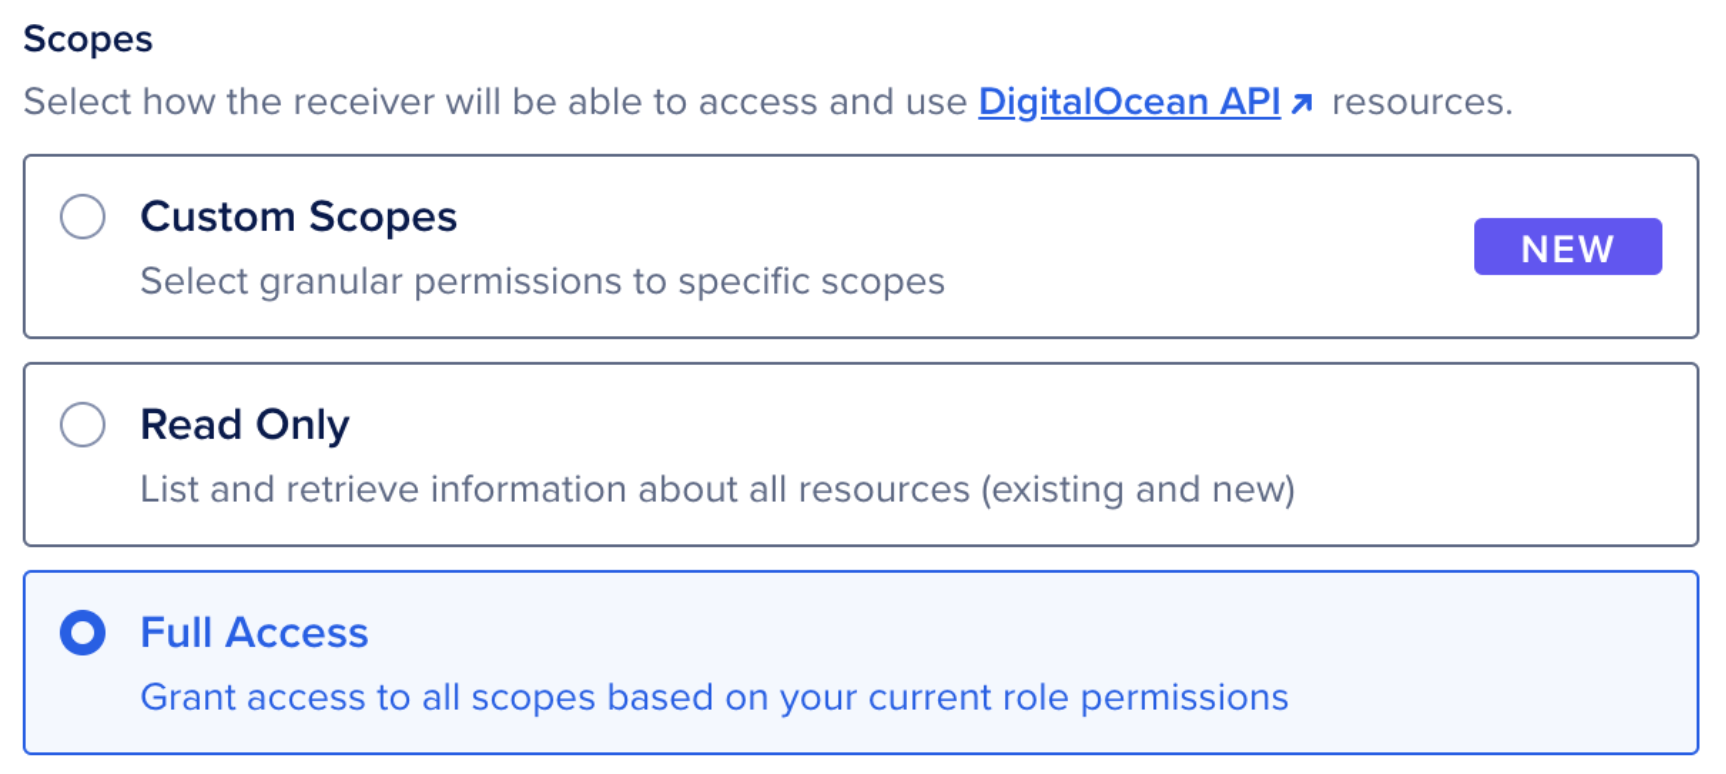 Scopes
Select how the receiver will be able to access and use DigitalOcean API resources.
Custom Scopes
NEW
Select granular permissions to specific scopes
Read Only
List and retrieve information about all resources (existing and new)
Full Access
Grant access to all scopes based on your current role permissions